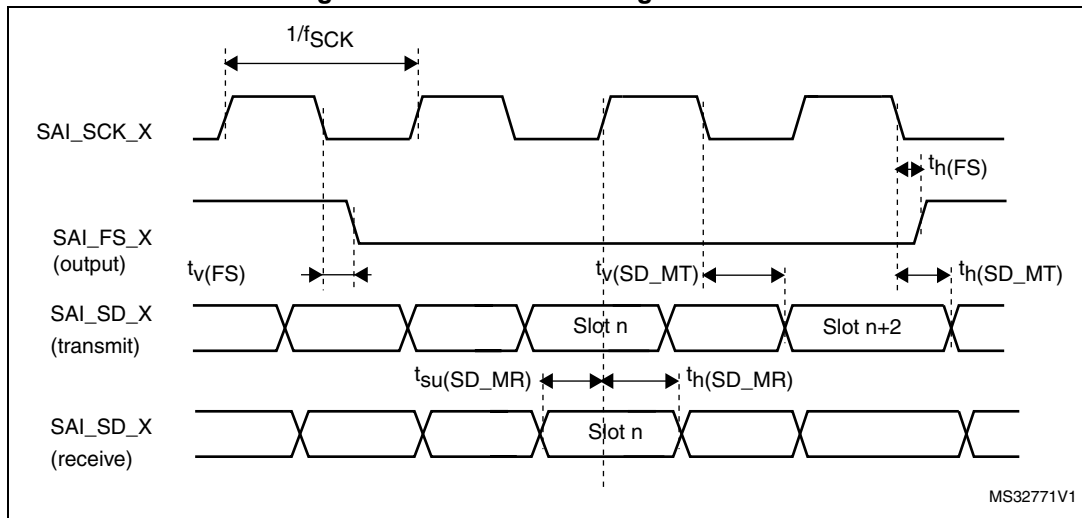 1/fSCK
SAI_SCK_X
th(FS)
SAI_FS_X
(output)
tv(FS)
tv(SD_MT)
th(SD_MT)
SAI_SD_X
(transmit)
Slot n
Slot n+2
tsu(SD_MR)
th(SD_MR)
SAI_SD_X
(receive)
Slot n
MS32771V1